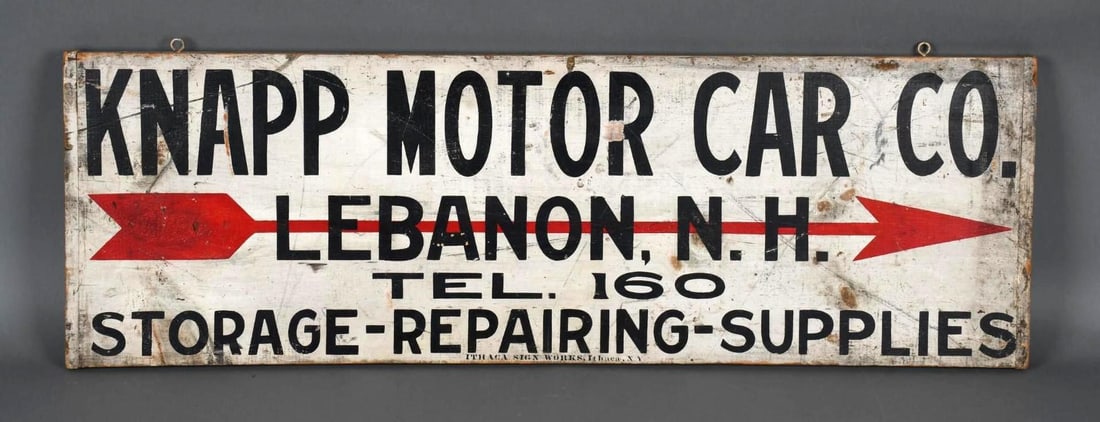 KNAPP MOTOR CAR CO.
LEBANON, N. H.
TEL. 160
STORAGE-REPAIRING-SUPPLIES
ITHACA SIGN WORKS, Ithaca, N.Y